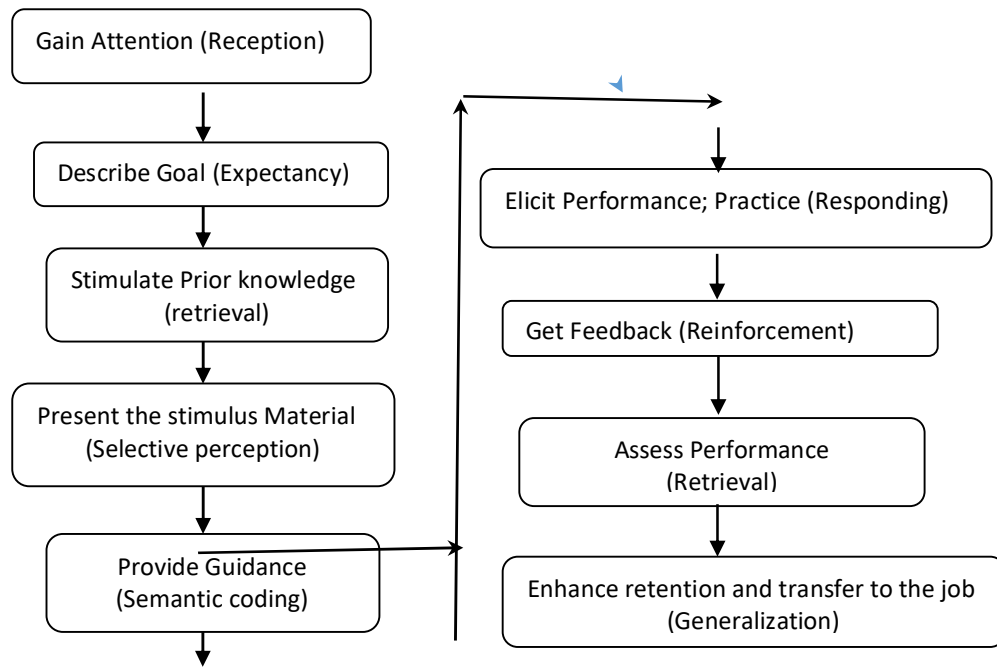 Gain Attention (Reception)
Describe Goal (Expectancy)
Stimulate Prior knowledge
(retrieval)
Present the stimulus Material
(Selective perception)
Provide Guidance
(Semantic coding)
Elicit Performance; Practice (Responding)
Get Feedback (Reinforcement)
Assess Performance
(Retrieval)
Enhance retention and transfer to the job
(Generalization)